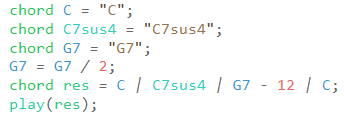 chord C = "C";
chord C7sus4 = "C7sus4";
chord G7 = "G7";
G7 = G7 / 2;
chord res = C | C7sus4 | G7 - 12 | C;
play(res);